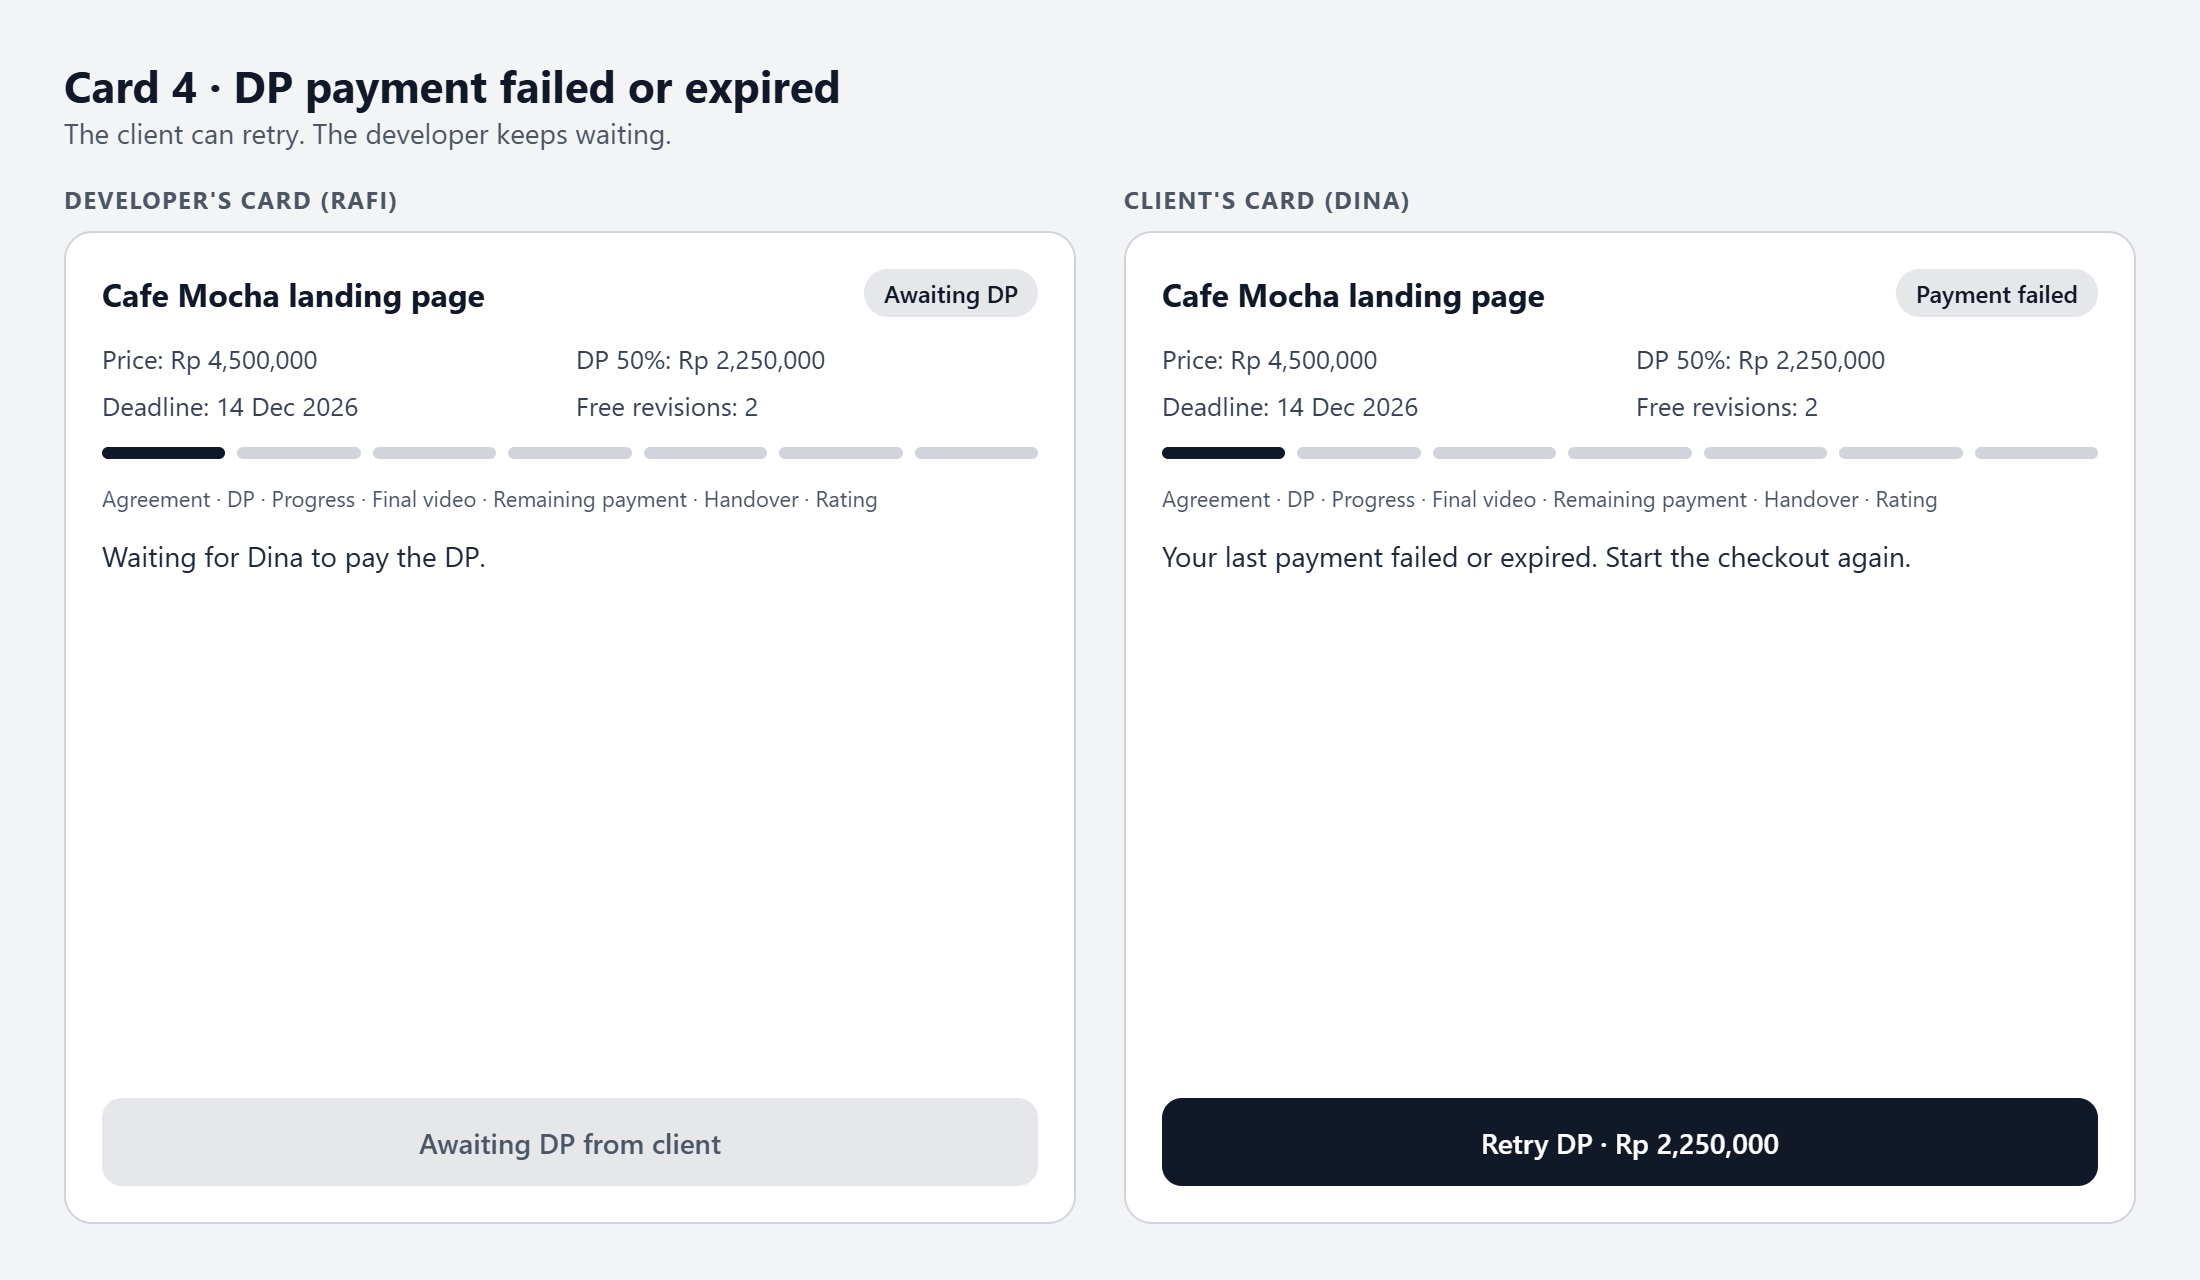 Card 4 · DP payment failed or expired
The client can retry. The developer keeps waiting.
DEVELOPER'S CARD (RAFI)
Cafe Mocha landing page
Awaiting DP
Price: Rp 4,500,000
DP 50%: Rp 2,250,000
Deadline: 14 Dec 2026
Free revisions: 2
Agreement · DP · Progress · Final video · Remaining payment · Handover · Rating
Waiting for Dina to pay the DP.
Awaiting DP from client
CLIENT'S CARD (DINA)
Cafe Mocha landing page
Payment failed
Price: Rp 4,500,000
DP 50%: Rp 2,250,000
Deadline: 14 Dec 2026
Free revisions: 2
Agreement · DP · Progress · Final video · Remaining payment · Handover · Rating
Your last payment failed or expired. Start the checkout again.
Retry DP · Rp 2,250,000